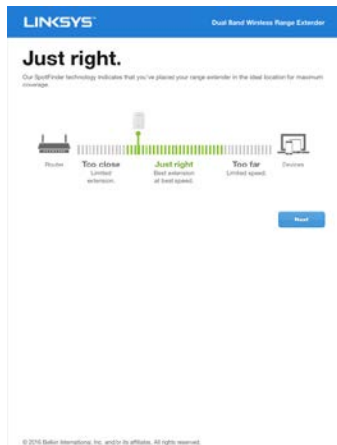 LINKSYS
Dual Band Wireless Range Extender
Just right.
Our SpotFinder technology indicates that you've placed your range extender in the ideal location for maximum
coverage.
Router
Too close
Limited
extension.
Just right
Best extension
at best speed.
Too far
Limited speed.
Devices
Next
© 2016 Belkin International, Inc. and/or its affiliates. All rights reserved.